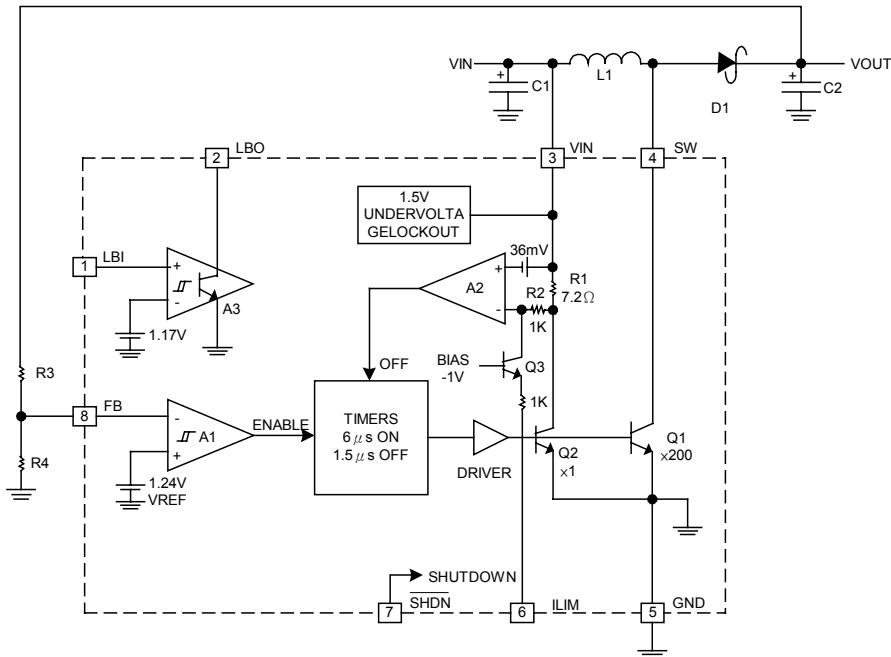 VIN
L1
VOUT
C1
D1
C2
2
LBO
3
VIN
4
SW
1.5V
UNDERVOLTA
GELOCKOUT
36mV
1
LBI
+
-
A3
A2
+
-
R1
7.2Ω
R2
1K
1.17V
BIAS
-1V
Q3
OFF
R3
8
FB
-
+
A1
ENABLE
TIMERS
6μs ON
1.5μs OFF
1K
DRIVER
Q2
×1
Q1
×200
R4
1.24V
VREF
SHUTDOWN
7
SHDN
6
ILIM
5
GND